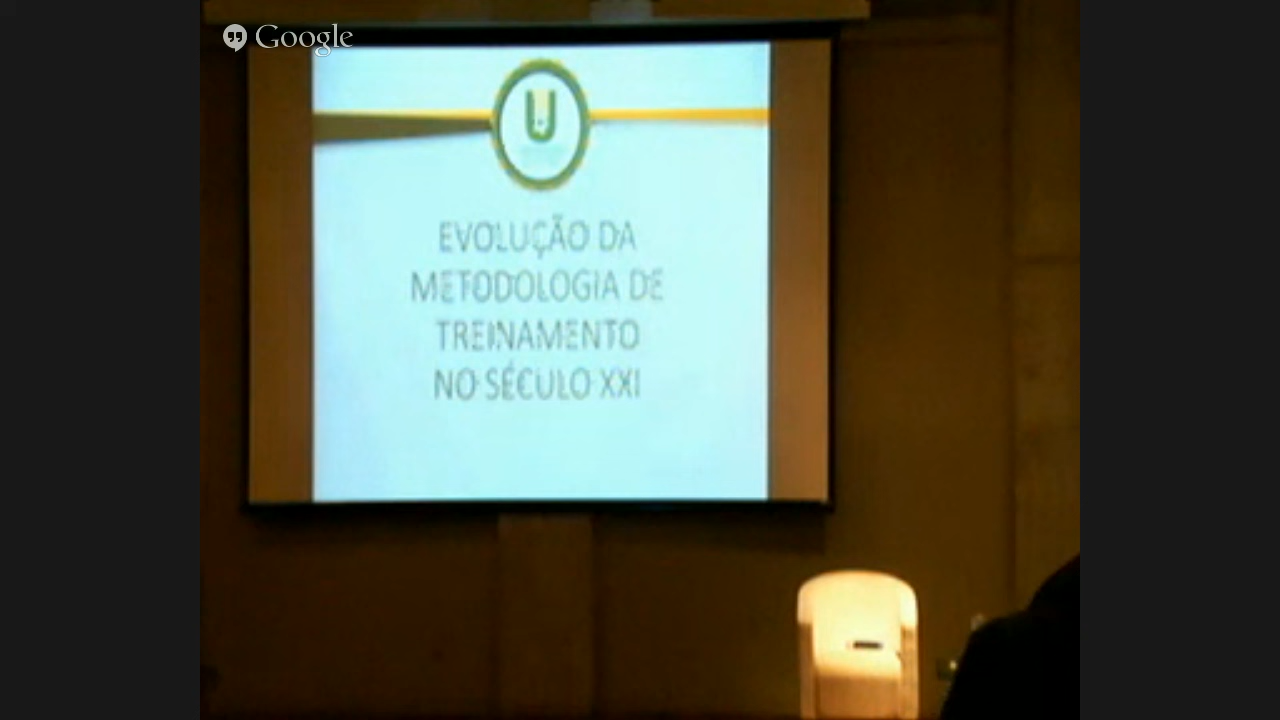 Google
U
EVOLUÇÃO DA
METODOLOGIA DE
TREINAMENTO
NO SÉCULO XXI